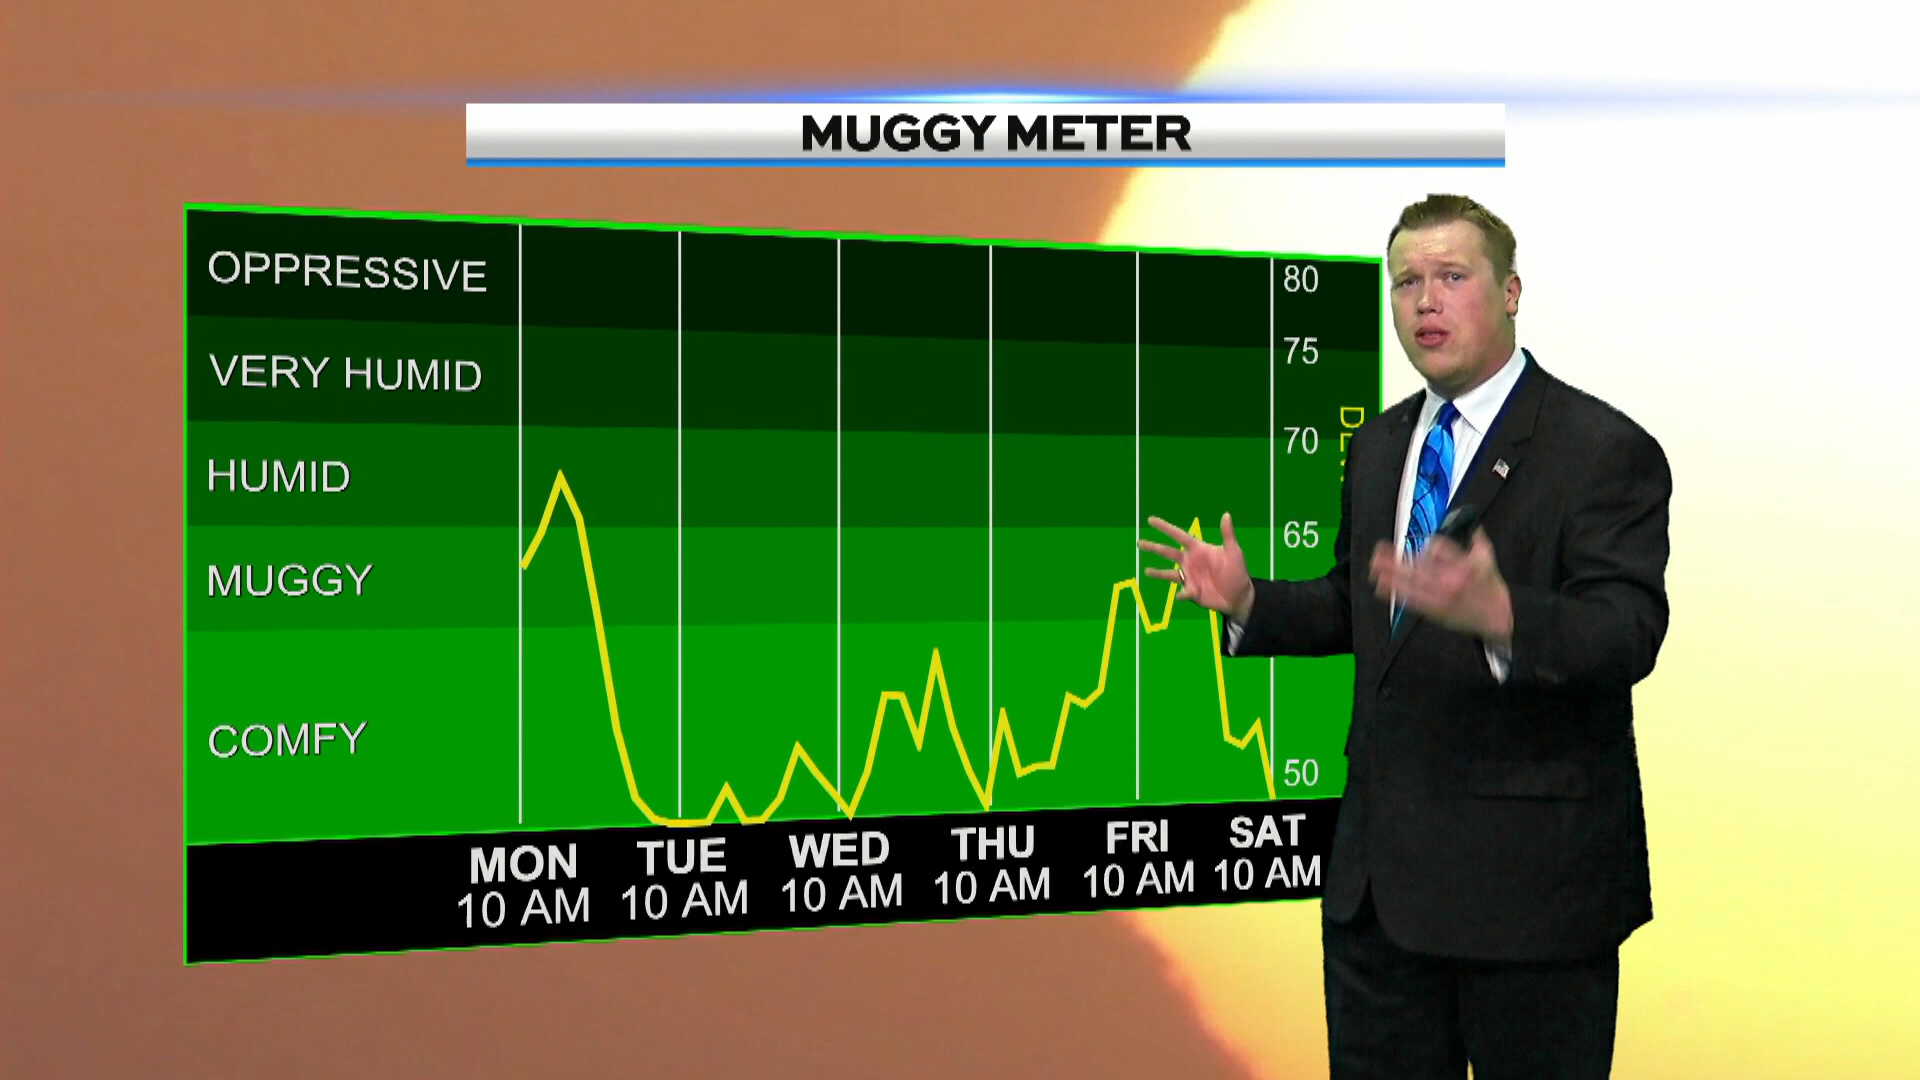 MUGGY METER
OPPRESSIVE
VERY HUMID
HUMID
MUGGY
COMFY
80
75
70
65
50
MON TUE WED THU FRI SAT
10 AM 10 AM 10 AM 10 AM 10 AM 10 AM